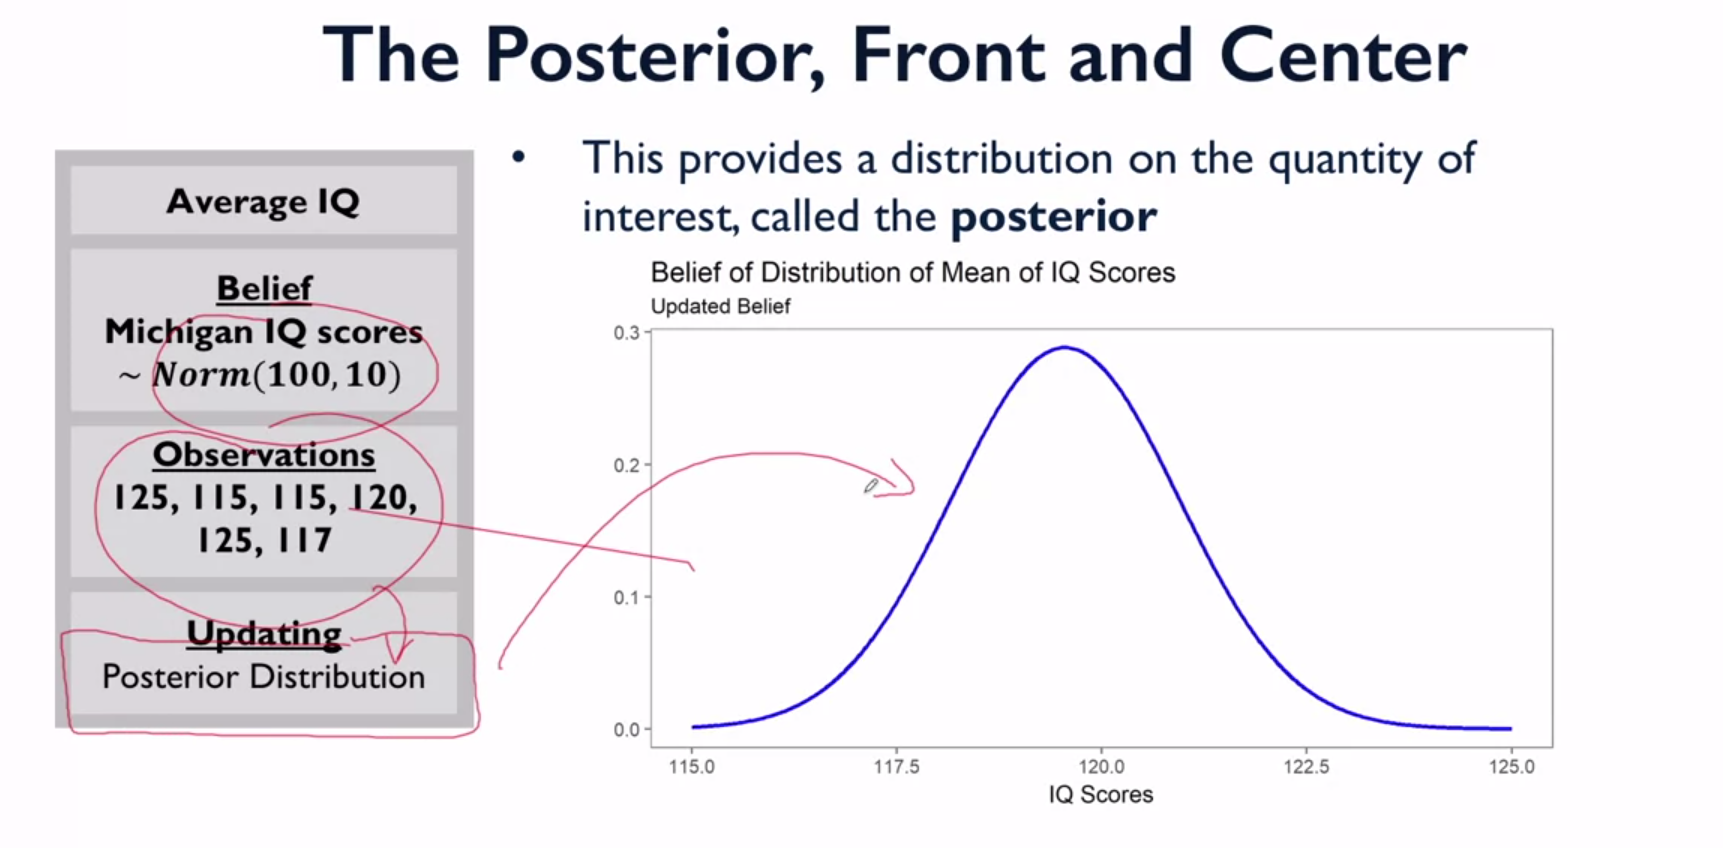 The Posterior, Front and Center
Average IQ
Belief
Michigan IQ scores
~ Norm(100, 10)
Observations
125, 115, 115, 120,
125, 117
Updating
Posterior Distribution
• This provides a distribution on the quantity of
interest, called the posterior
Belief of Distribution of Mean of IQ Scores
Updated Belief
0.3
0.2
0.1
0.0
115.0 117.5 120.0 122.5 125.0
IQ Scores